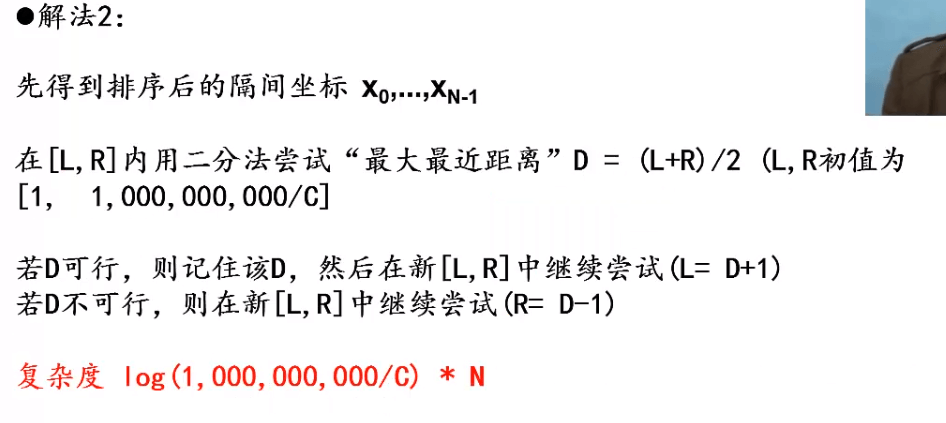 ●解法2:
先得到排序后的隔间坐标 x0,...,xN-1
在[L,R]内用二分法尝试“最大最近距离”D = (L+R)/2 (L,R初值为
[1, 1,000,000,000/C]
若D可行，则记住该D，然后在新[L,R]中继续尝试(L= D+1)
若D不可行，则在新[L,R]中继续尝试(R= D-1)
复杂度 log(1,000,000,000/C) * N